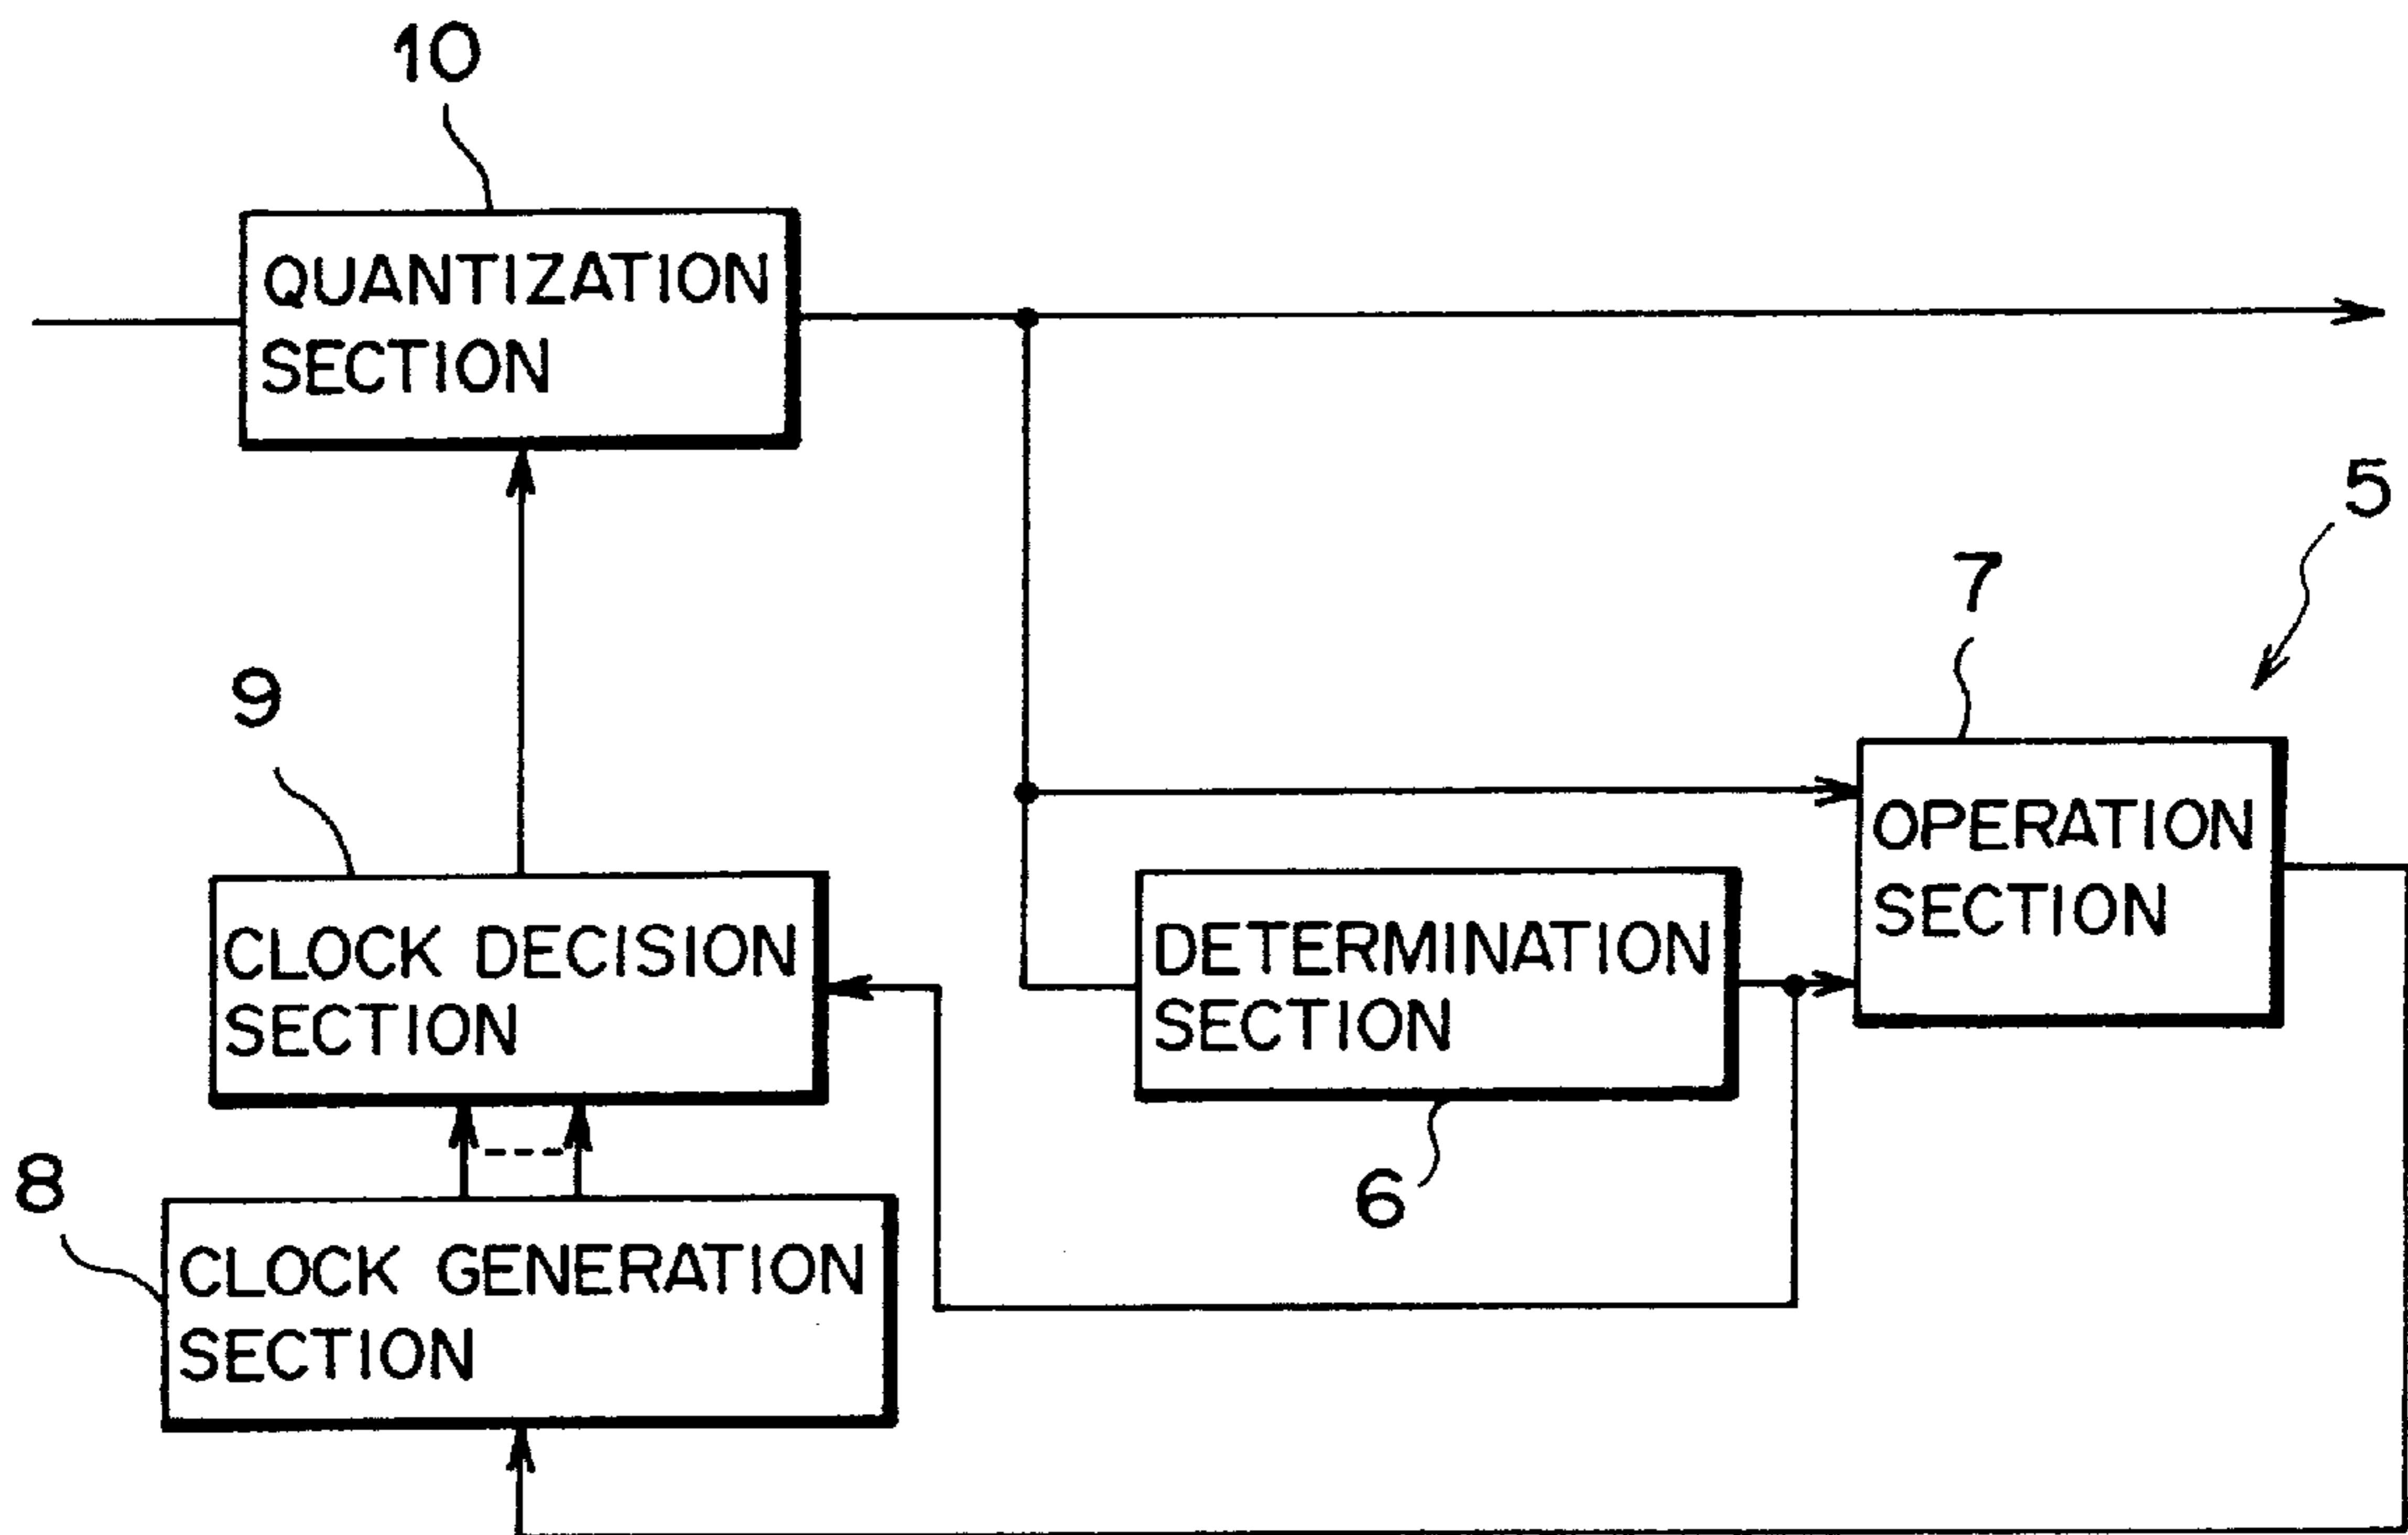 10
QUANTIZATION
SECTION
5
7
9
OPERATION
SECTION
CLOCK DECISION
SECTION
DETERMINATION
SECTION
8
6
CLOCK GENERATION
SECTION